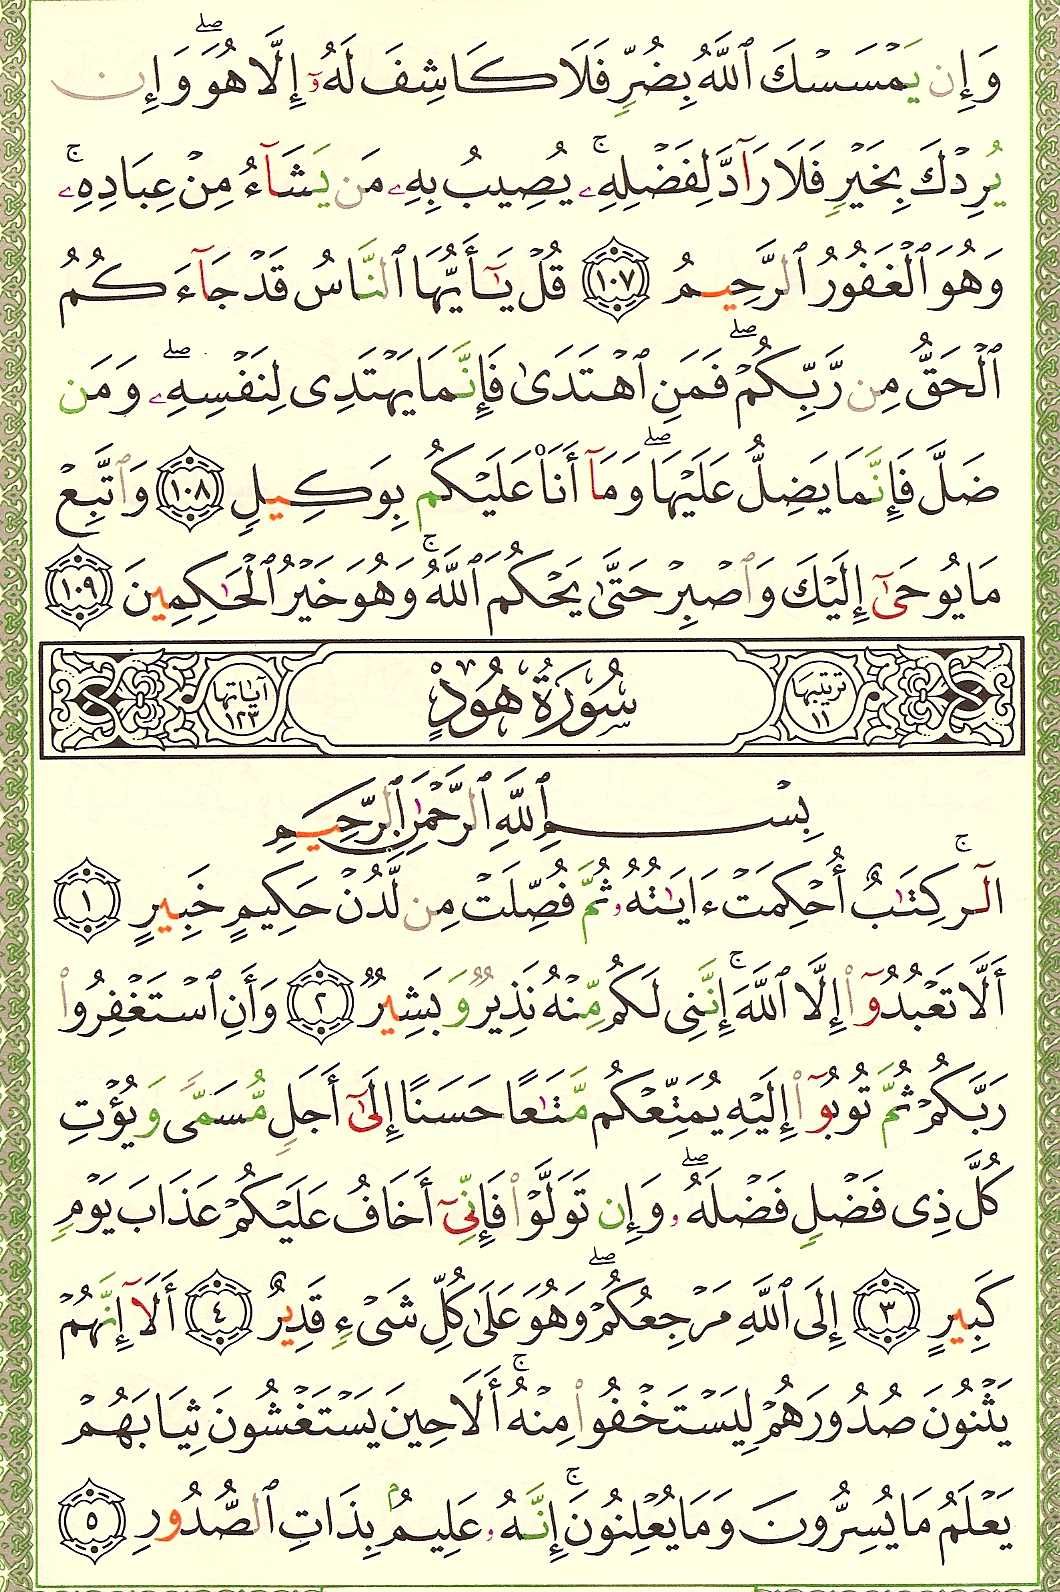 وَإِن يَمْسَسْكَ ٱللَّهُ بِضُرٍّ فَلَا كَاشِفَ لَهُۥٓ إِلَّا هُوَ ۖ وَإِن
يُرِدْكَ بِخَيْرٍ فَلَا رَآدَّ لِفَضْلِهِۦ ۚ يُصِيبُ بِهِۦ مَن يَشَآءُ مِنْ عِبَادِهِۦ ۚ
وَهُوَ ٱلْغَفُورُ ٱلرَّحِيمُ ١٠٧ قُلْ يَـٰٓأَيُّهَا ٱلنَّاسُ قَدْ جَآءَكُمُ
ٱلْحَقُّ مِن رَّبِّكُمْ ۖ فَمَنِ ٱهْتَدَىٰ فَإِنَّمَا يَهْتَدِى لِنَفْسِهِۦ ۖ وَمَن
ضَلَّ فَإِنَّمَا يَضِلُّ عَلَيْهَا ۖ وَمَآ أَنَا۠ عَلَيْكُم بِوَكِيلٍ ١٠٨ وَٱتَّبِعْ
مَا يُوحَىٰٓ إِلَيْكَ وَٱصْبِرْ حَتَّىٰ يَحْكُمَ ٱللَّهُ ۚ وَهُوَ خَيْرُ ٱلْحَـٰكِمِينَ ١٠٩
ترتيبها ١١ سُورَةُ هُودٍ آياتها ١٢٣
بِسْمِ ٱللَّهِ ٱلرَّحْمَـٰنِ ٱلرَّحِيمِ
الٓر ۚ كِتَـٰبٌ أُحْكِمَتْ ءَايَـٰتُهُۥ ثُمَّ فُصِّلَتْ مِن لَّدُنْ حَكِيمٍ خَبِيرٍ ١
أَلَّا تَعْبُدُوٓا۟ إِلَّا ٱللَّهَ ۚ إِنَّنِى لَكُم مِّنْهُ نَذِيرٌ وَبَشِيرٌ ٢ وَأَنِ ٱسْتَغْفِرُوا۟
رَبَّكُمْ ثُمَّ تُوبُوٓا۟ إِلَيْهِ يُمَتِّعْكُم مَّتَـٰعًا حَسَنًا إِلَىٰٓ أَجَلٍ مُّسَمًّى وَيُؤْتِ
كُلَّ ذِى فَضْلٍ فَضْلَهُۥ ۖ وَإِن تَوَلَّوْا۟ فَإِنِّىٓ أَخَافُ عَلَيْكُمْ عَذَابَ يَوْمٍ
كَبِيرٍ ٣ إِلَى ٱللَّهِ مَرْجِعُكُمْ ۖ وَهُوَ عَلَىٰ كُلِّ شَىْءٍ قَدِيرٌ ٤ أَلَآ إِنَّهُمْ
يَثْنُونَ صُدُورَهُمْ لِيَسْتَخْفُوا۟ مِنْهُ ۚ أَلَا حِينَ يَسْتَغْشُونَ ثِيَابَهُمْ
يَعْلَمُ مَا يُسِرُّونَ وَمَا يُعْلِنُونَ ۚ إِنَّهُۥ عَلِيمٌۢ بِذَاتِ ٱلصُّدُورِ ٥